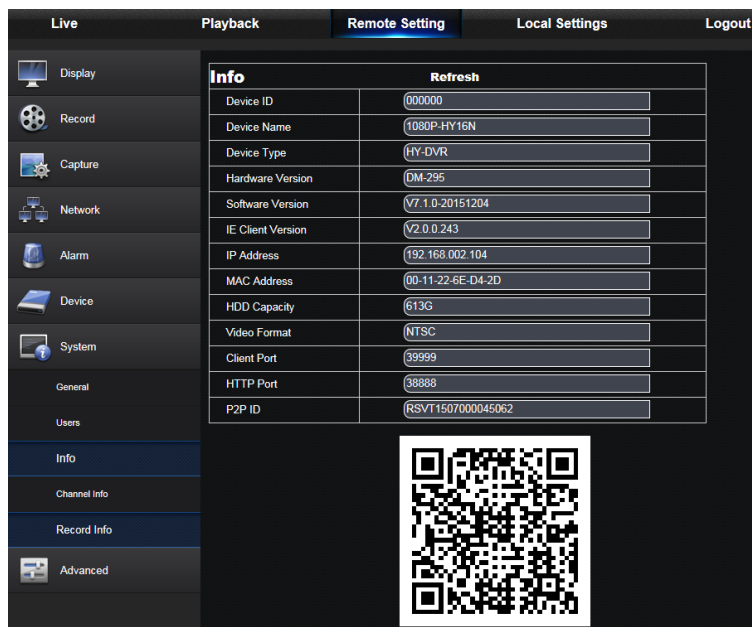 Live Playback Remote Setting Local Settings Logout
Display
Record
Capture
Network
Alarm
Device
System
General
Users
Info
Channel Info
Record Info
Advanced
Info Refresh
Device ID 000000
Device Name 1080P-HY16N
Device Type HY-DVR
Hardware Version DM-295
Software Version V7.1.0-20151204
IE Client Version V2.0.0.243
IP Address 192.168.002.104
MAC Address 00-11-22-6E-D4-2D
HDD Capacity 613G
Video Format NTSC
Client Port 39999
HTTP Port 38888
P2P ID RSVT1507000045062